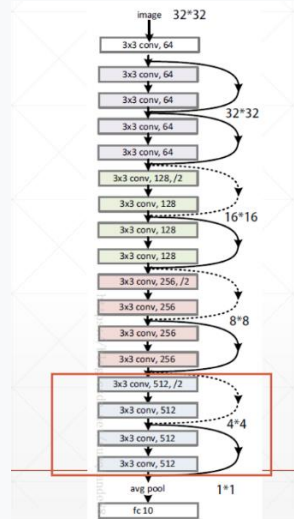 image 32*32
3x3 conv, 64
3x3 conv, 64
3x3 conv, 64
32*32
3x3 conv, 64
3x3 conv, 64
3x3 conv, 128, /2
3x3 conv, 128
16*16
3x3 conv, 128
3x3 conv, 128
3x3 conv, 256, /2
3x3 conv, 256
8*8
3x3 conv, 256
3x3 conv, 256
3x3 conv, 512, /2
3x3 conv, 512
4*4
3x3 conv, 512
3x3 conv, 512
avg pool 1*1
fc 10